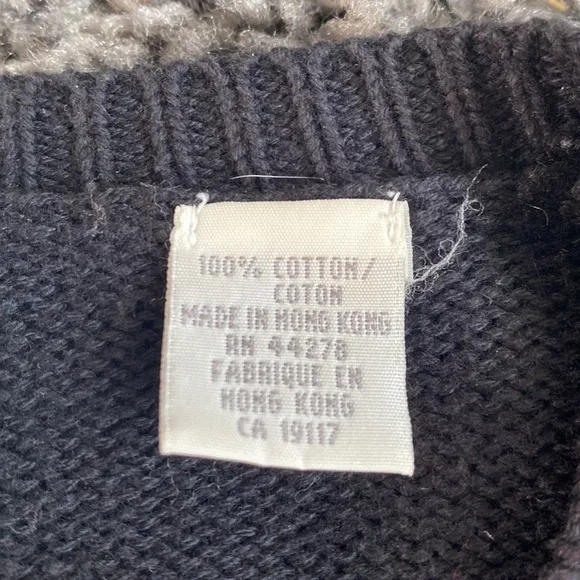 100% COTTON/
COTON
MADE IN HONG KONG
RN 44278
FABRIQUE EN
HONG KONG
CA 19117